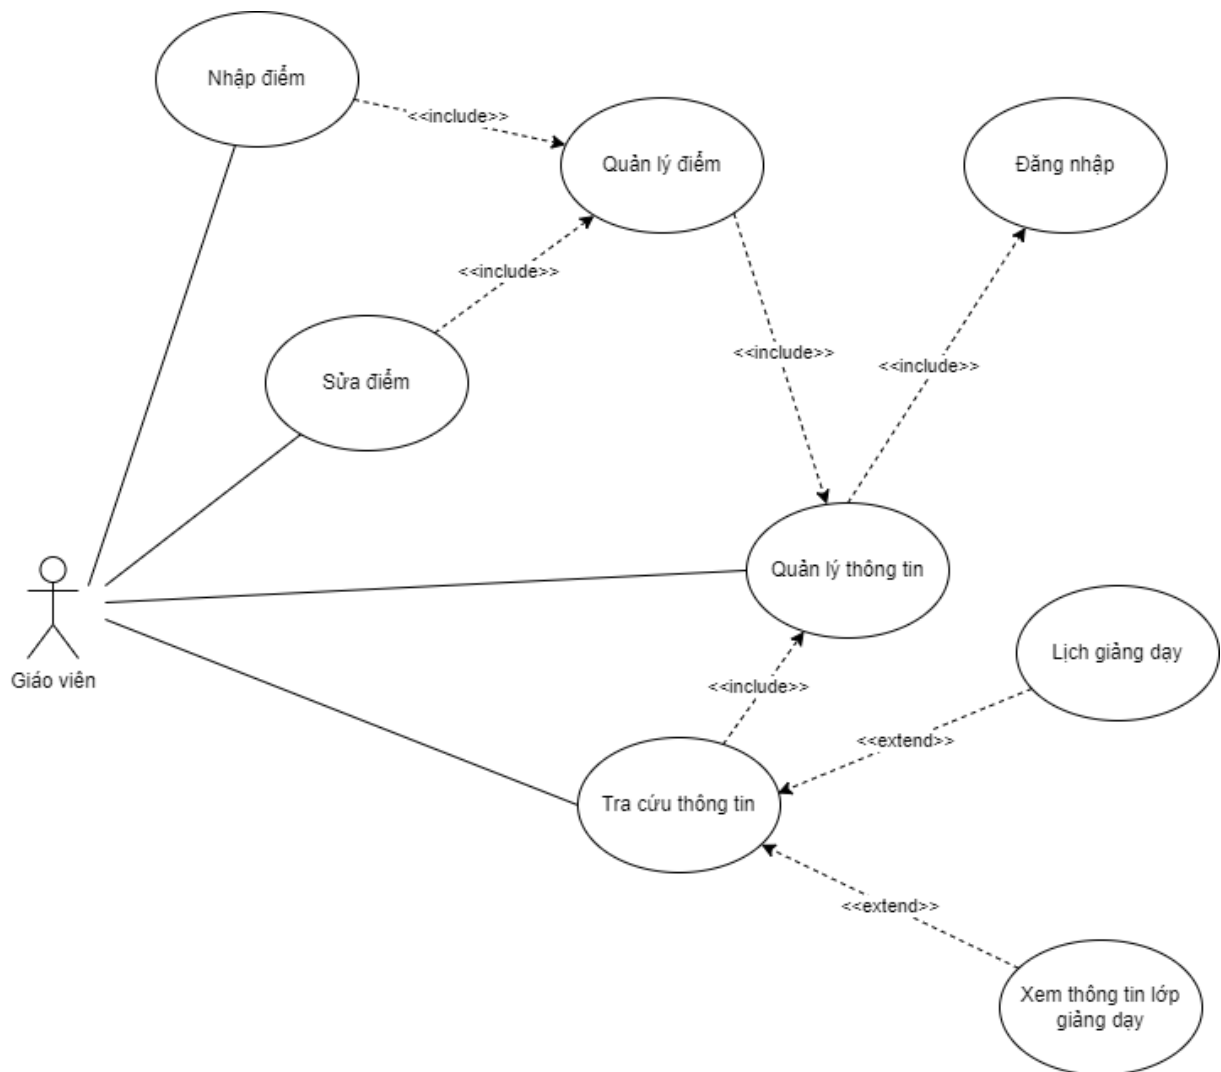 Nhập điểm
<<include>>
Quản lý điểm
Đăng nhập
<<include>>
<<include>>
<<include>>
Sửa điểm
Quản lý thông tin
Giáo viên
Lịch giảng dạy
<<include>>
<<extend>>
Tra cứu thông tin
<<extend>>
Xem thông tin lớp
giảng dạy